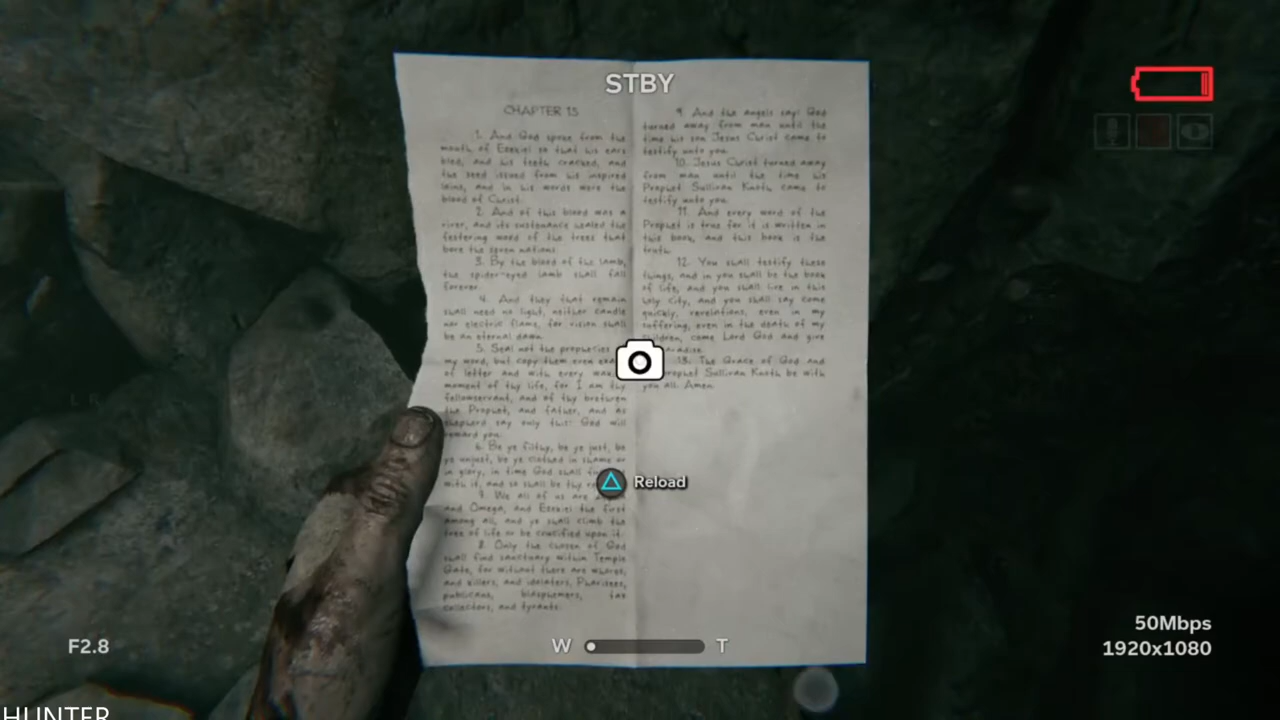 STBY
CHAPTER 15
1. And God spoke from the
mouth of Ezekiel so that his ears
bled, and his teeth cracked, and
the seed issued from his inspired
loins, and in his words were the
blood of Christ.
2. And of this blood was a
river, and its sustenance healed the
festering word of the trees that
bore the seven nations.
3. By the blood of the lamb,
the spider-eyed lamb shall fall
forever.
4. And they that remain
shall need no light, neither candle
nor electric flame, for vision shall
be an eternal dawn.
5. Seal not the prophecies
my word, but copy them even
of letter and with every
moment of thy life, for I am thy
fellowservant, and of thy brethren
the Prophet, and father, and as
shepherd say only this: God will
reward you.
6. Be ye filthy, be ye just, be
ye unjust, be ye clothed in shame or
in glory, in time God shall
with it, and so shall be thy
7. We all of us are
and Omega, and Ezekiel the first
among all, and ye shall climb the
tree of life or be crucified upon it.
8. Only the chosen of God
shall find sanctuary within Temple
Gate, for without there are whores,
and killers, and idolaters, Pharisees,
publicans, blasphemers, tax
collectors, and tyrants.
9. And the angels say: God
turned away from man until the
time his son Jesus Christ came to
testify unto you.
10. Jesus Christ turned away
from man until the time his
Prophet Sullivan Knoth came to
testify unto you.
11. And every word of the
Prophet is true for it is written in
this book, and this book is the
truth.
12. You shall testify these
things, and in you shall be the book
of life, and you shall live in this
holy city, and you shall say come
quickly, revelations, even in my
suffering, even in the death of my
children, come Lord God and give
paradise.
13. The Grace of God and
Prophet Sullivan Knoth be with
you all. Amen.
Reload
W T
F2.8
50Mbps
1920x1080
HUNTER